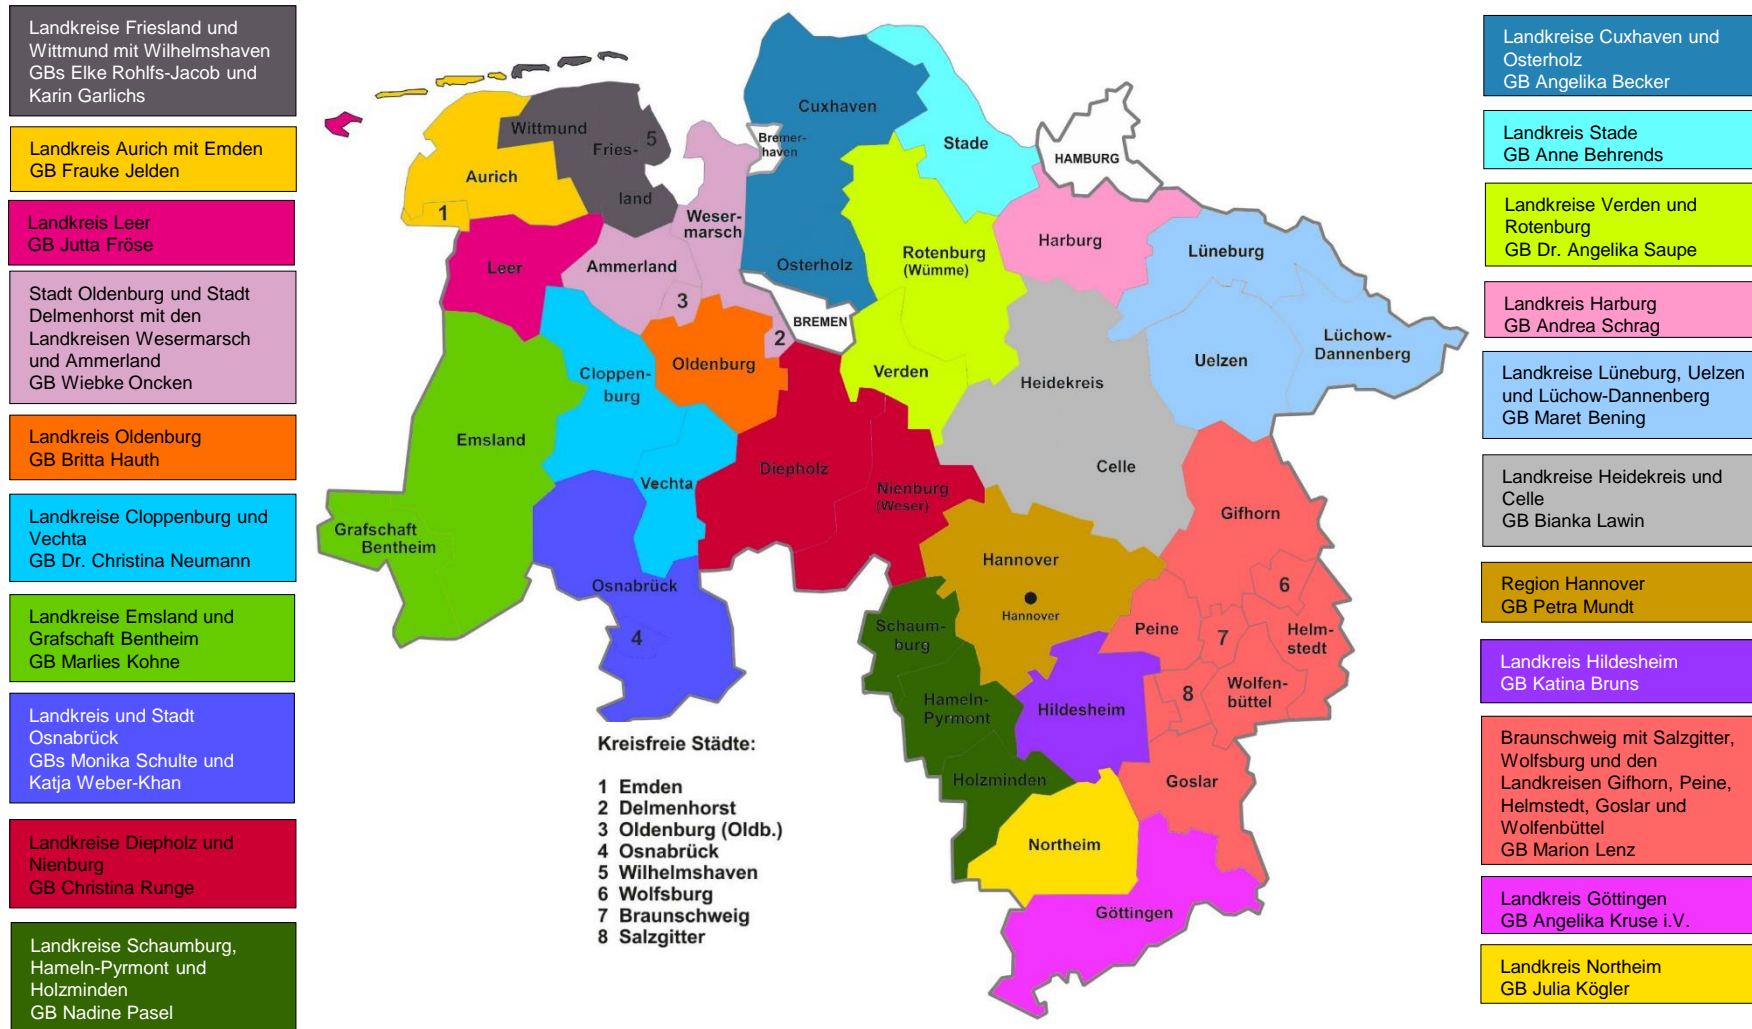 Landkreise Friesland und
Wittmund mit Wilhelmshaven
GBs Elke Rohlfs-Jacob und
Karin Garlichs
Landkreis Aurich mit Emden
GB Frauke Jelden
Landkreis Leer
GB Jutta Fröse
Stadt Oldenburg und Stadt
Delmenhorst mit den
Landkreisen Wesermarsch
und Ammerland
GB Wiebke Oncken
Landkreis Oldenburg
GB Britta Hauth
Landkreise Cloppenburg und
Vechta
GB Dr. Christina Neumann
Landkreise Emsland und
Grafschaft Bentheim
GB Marlies Kohne
Landkreis und Stadt
Osnabrück
GBs Monika Schulte und
Katja Weber-Khan
Landkreise Diepholz und
Nienburg
GB Christina Runge
Landkreise Schaumburg,
Hameln-Pyrmont und
Holzminden
GB Nadine Pasel
Cuxhaven
Wittmund
5
Bremer-
haven
Fries-
Stade
HAMBURG
Aurich
land
1
Weser-
marsch
Harburg
Lüneburg
Rotenburg
(Wümme)
Leer
Ammerland
Osterholz
3
BREMEN
2
Lüchow-
Dannenberg
Oldenburg
Uelzen
Cloppen-
burg
Verden
Heidekreis
Emsland
Diepholz
Celle
Vechta
Nienburg
(Weser)
Gifhorn
Grafschaft
Bentheim
Hannover
Osnabrück
6
Hannover
4
Schaum-
burg
Peine
7
Helm-
stedt
8
Wolfen-
büttel
Hameln-
Pyrmont
Hildesheim
Holzminden
Goslar
Northeim
Göttingen
Kreisfreie Städte:
1 Emden
2 Delmenhorst
3 Oldenburg (Oldb.)
4 Osnabrück
5 Wilhelmshaven
6 Wolfsburg
7 Braunschweig
8 Salzgitter
Landkreise Cuxhaven und
Osterholz
GB Angelika Becker
Landkreis Stade
GB Anne Behrends
Landkreise Verden und
Rotenburg
GB Dr. Angelika Saupe
Landkreis Harburg
GB Andrea Schrag
Landkreise Lüneburg, Uelzen
und Lüchow-Dannenberg
GB Maret Bening
Landkreise Heidekreis und
Celle
GB Bianka Lawin
Region Hannover
GB Petra Mundt
Landkreis Hildesheim
GB Katina Bruns
Braunschweig mit Salzgitter,
Wolfsburg und den
Landkreisen Gifhorn, Peine,
Helmstedt, Goslar und
Wolfenbüttel
GB Marion Lenz
Landkreis Göttingen
GB Angelika Kruse i.V.
Landkreis Northeim
GB Julia Kögler